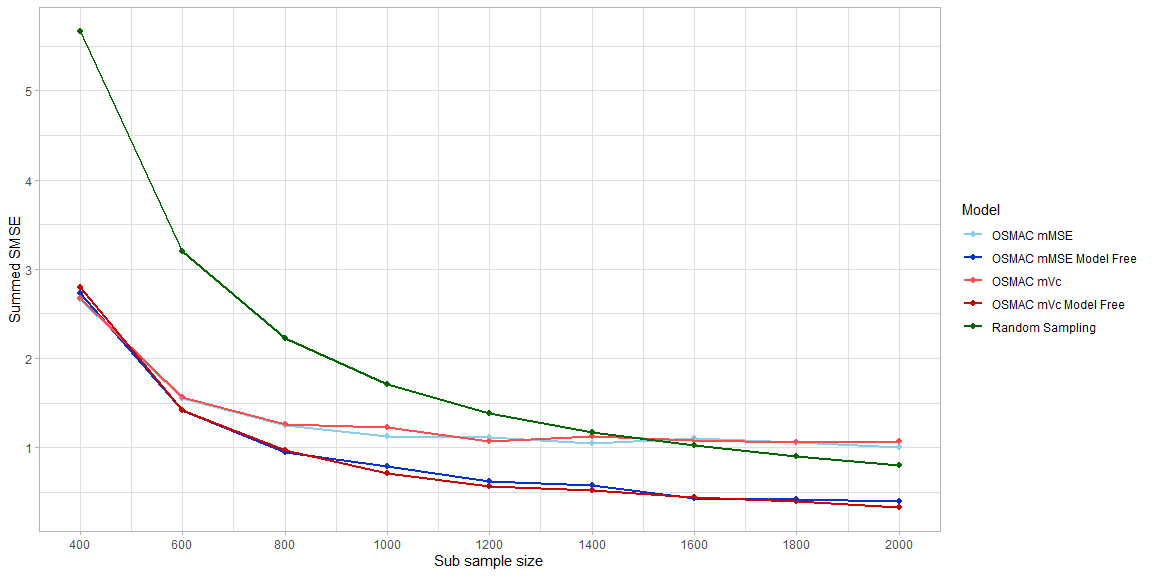 Summed SMSE
5
4
3
2
1
400 600 800 1000 1200 1400 1600 1800 2000
Sub sample size
Model
OSMAC mMSE
OSMAC mMSE Model Free
OSMAC mVc
OSMAC mVc Model Free
Random Sampling